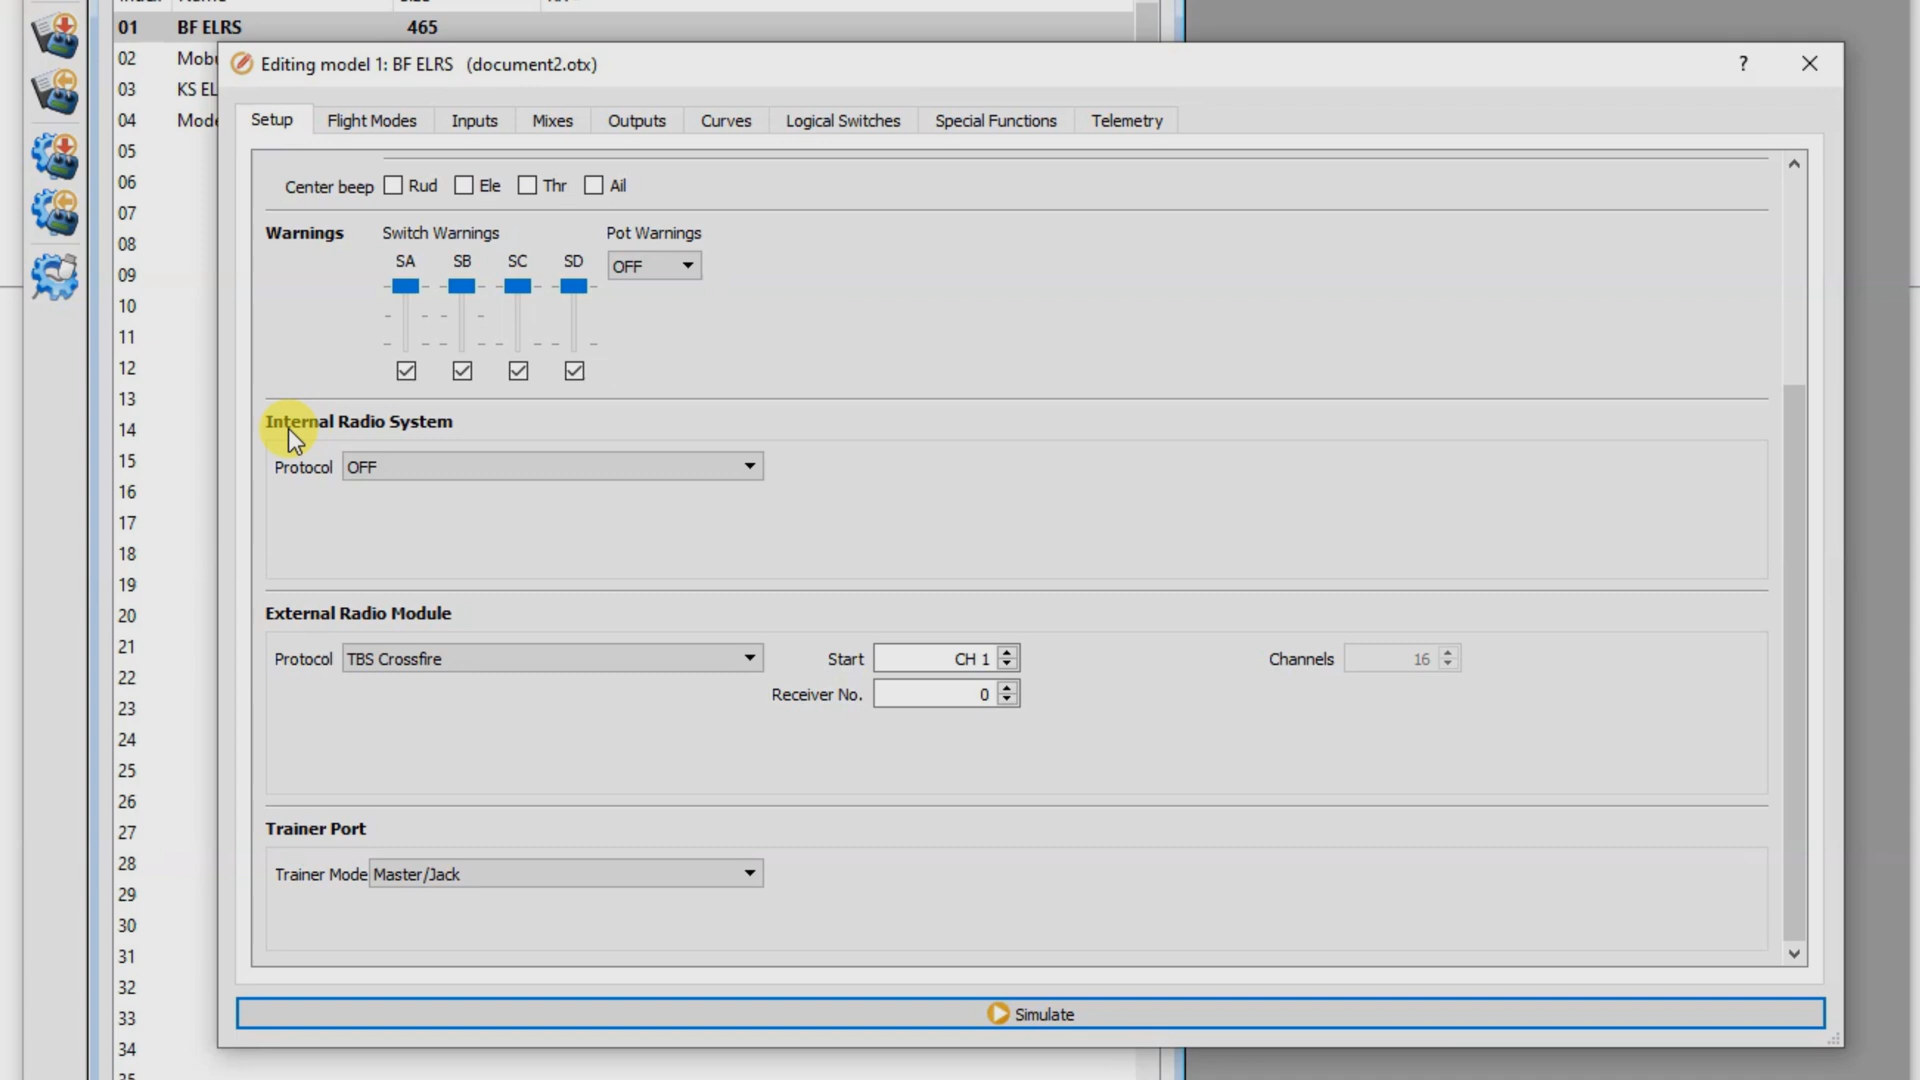 01 BF ELRS 465
02
03 KS EL
04
05
06
07
08
09
10
11
12
13
14
15
16
17
18
19
20
21
22
23
24
25
26
27
28
29
30
31
32
33
34
Editing model 1: BF ELRS (document2.otx)
?
Setup Flight Modes Inputs Mixes Outputs Curves Logical Switches Special Functions Telemetry
Center beep Rud Ele Thr Ail
Warnings Switch Warnings Pot Warnings
SA SB SC SD
OFF
Internal Radio System
Protocol OFF
External Radio Module
Protocol TBS Crossfire Start CH 1 Channels 16
Receiver No. 0
Trainer Port
Trainer Mode Master/Jack
Simulate